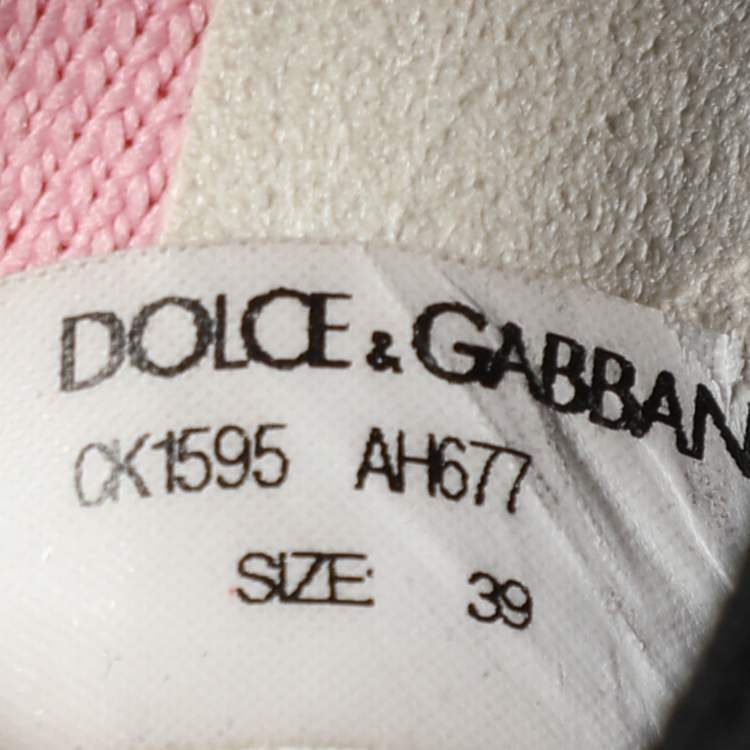 DOLCE & GABBAN
CK1595 AH677
SIZE: 39